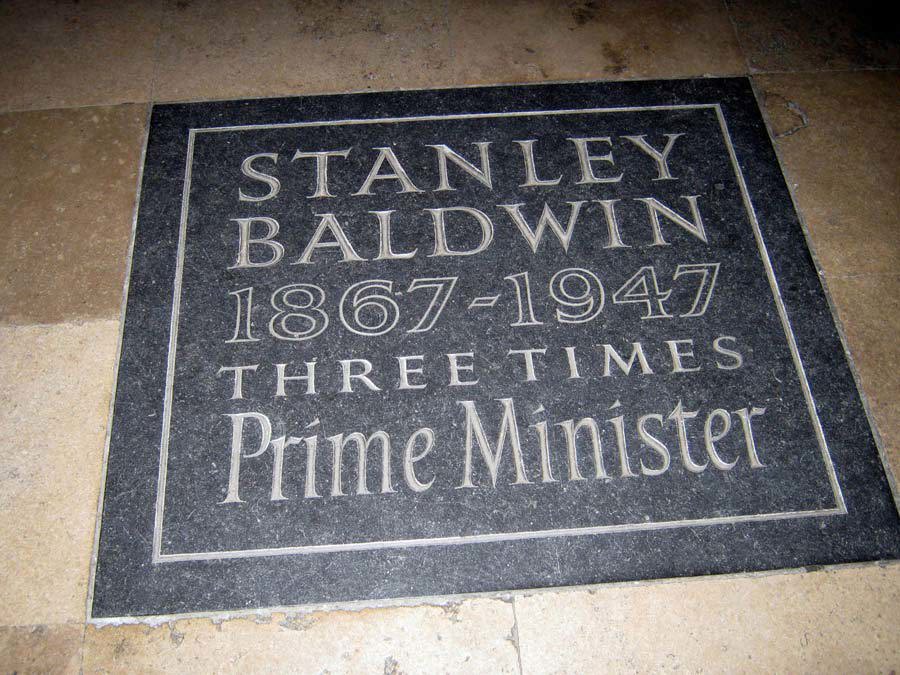 STANLEY
BALDWIN
1867-1947
THREE TIMES
Prime Minister